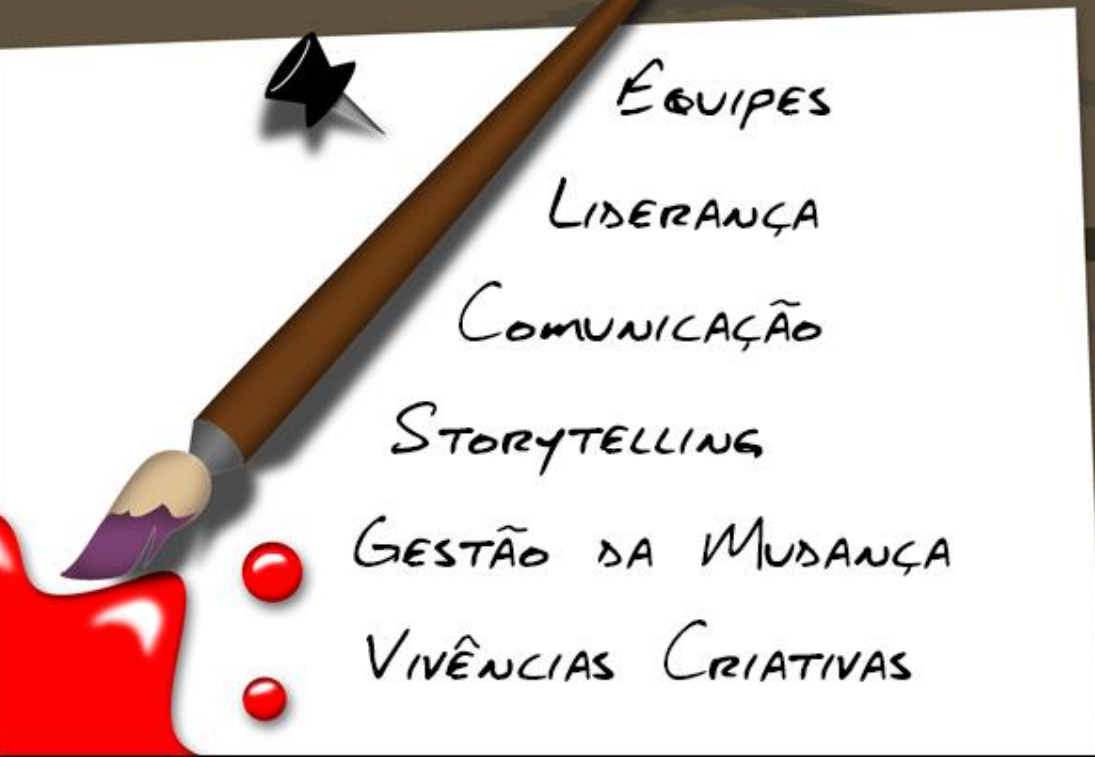 Equipes
Liderança
Comunicação
Storytelling
Gestão da Mudança
Vivências Criativas